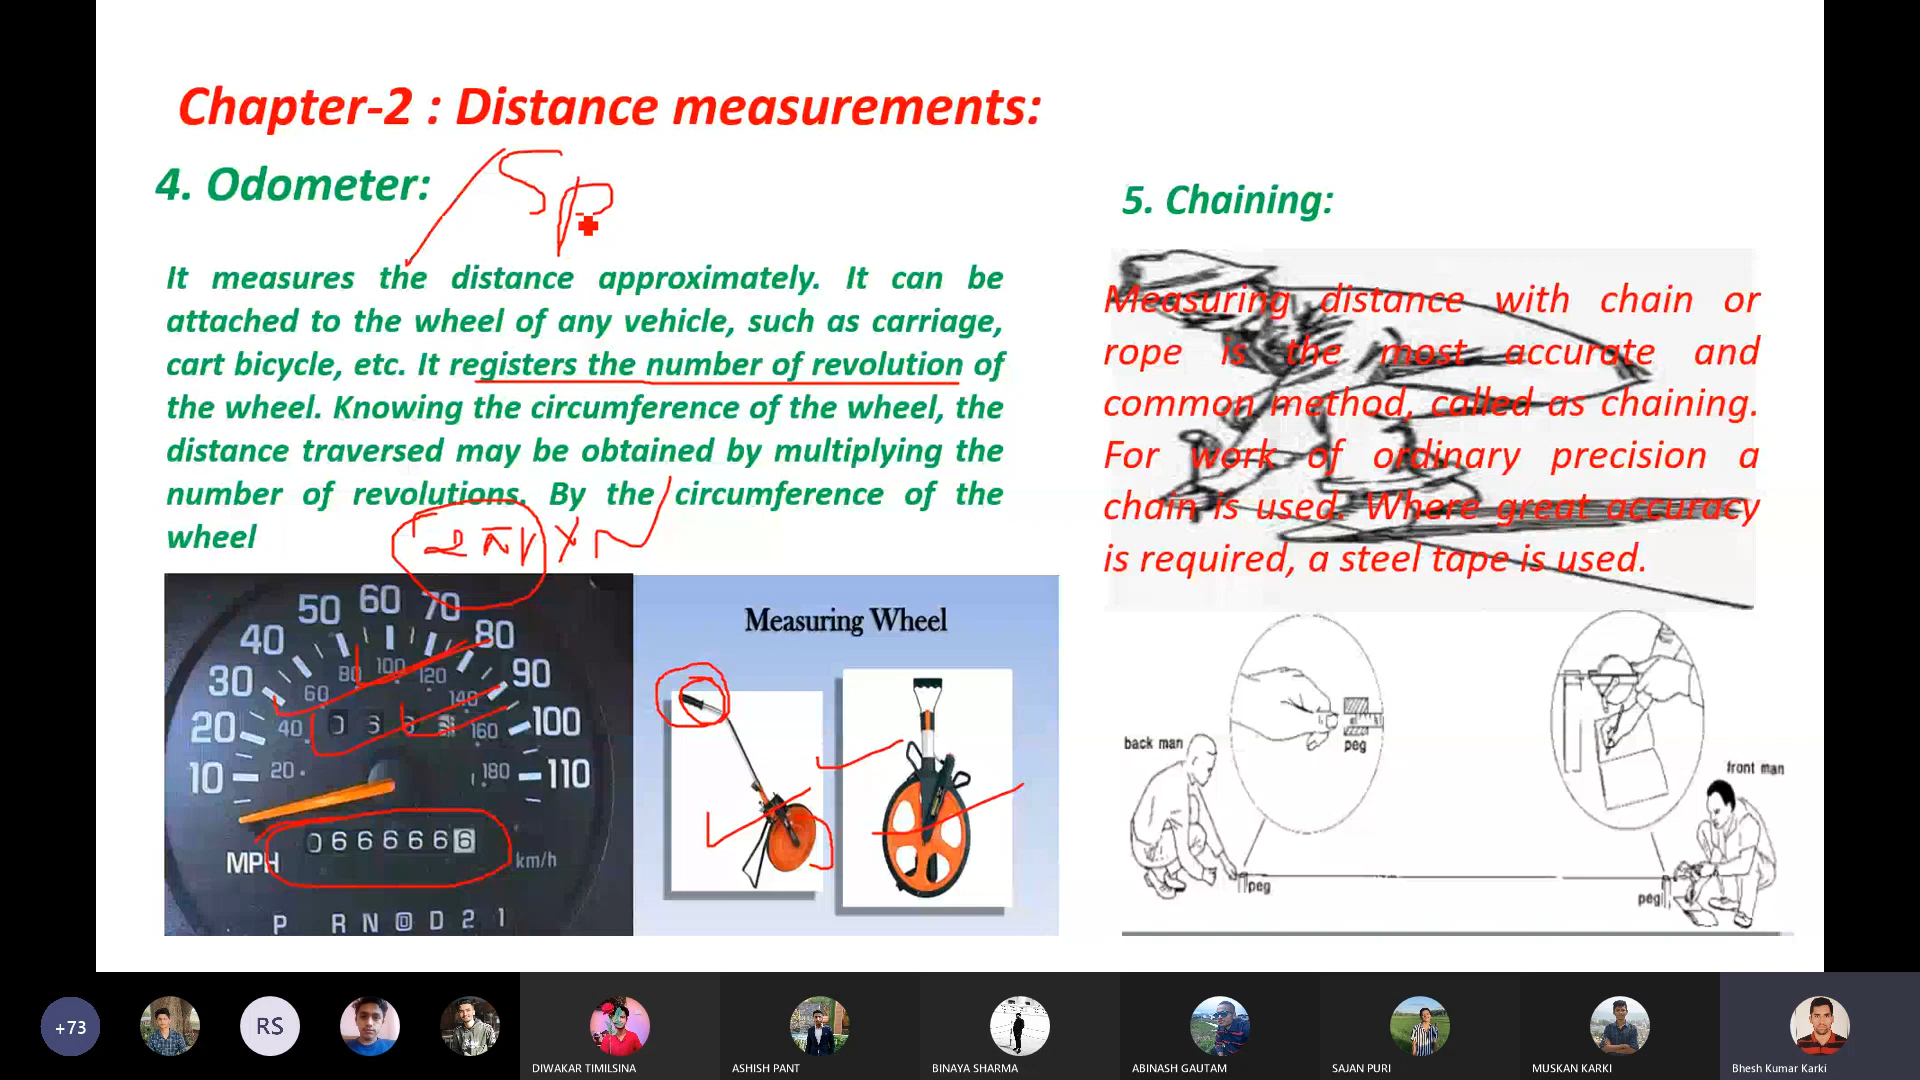 Chapter-2 : Distance measurements:
4. Odometer:
Sp
It measures the distance approximately. It can be
attached to the wheel of any vehicle, such as carriage,
cart bicycle, etc. It registers the number of revolution of
the wheel. Knowing the circumference of the wheel, the
distance traversed may be obtained by multiplying the
number of revolutions. By the circumference of the
wheel
2πr × N
10 20 30 40 50 60 70 80 90 100 110
20 40 60 80 100 120 140 160 180
0666666
MPH
km/h
P R N D D 2 1
Measuring Wheel
5. Chaining:
Measuring distance with chain or
rope is the most accurate and
common method, called as chaining.
For work of ordinary precision a
chain is used. Where great accuracy
is required, a steel tape is used.
peg
back man
front man
peg
peg
+73
RS
DIWAKAR TIMILSINA
ASHISH PANT
BINAYA SHARMA
ABINASH GAUTAM
SAJAN PURI
MUSKAN KARKI
Bhesh Kumar Karki